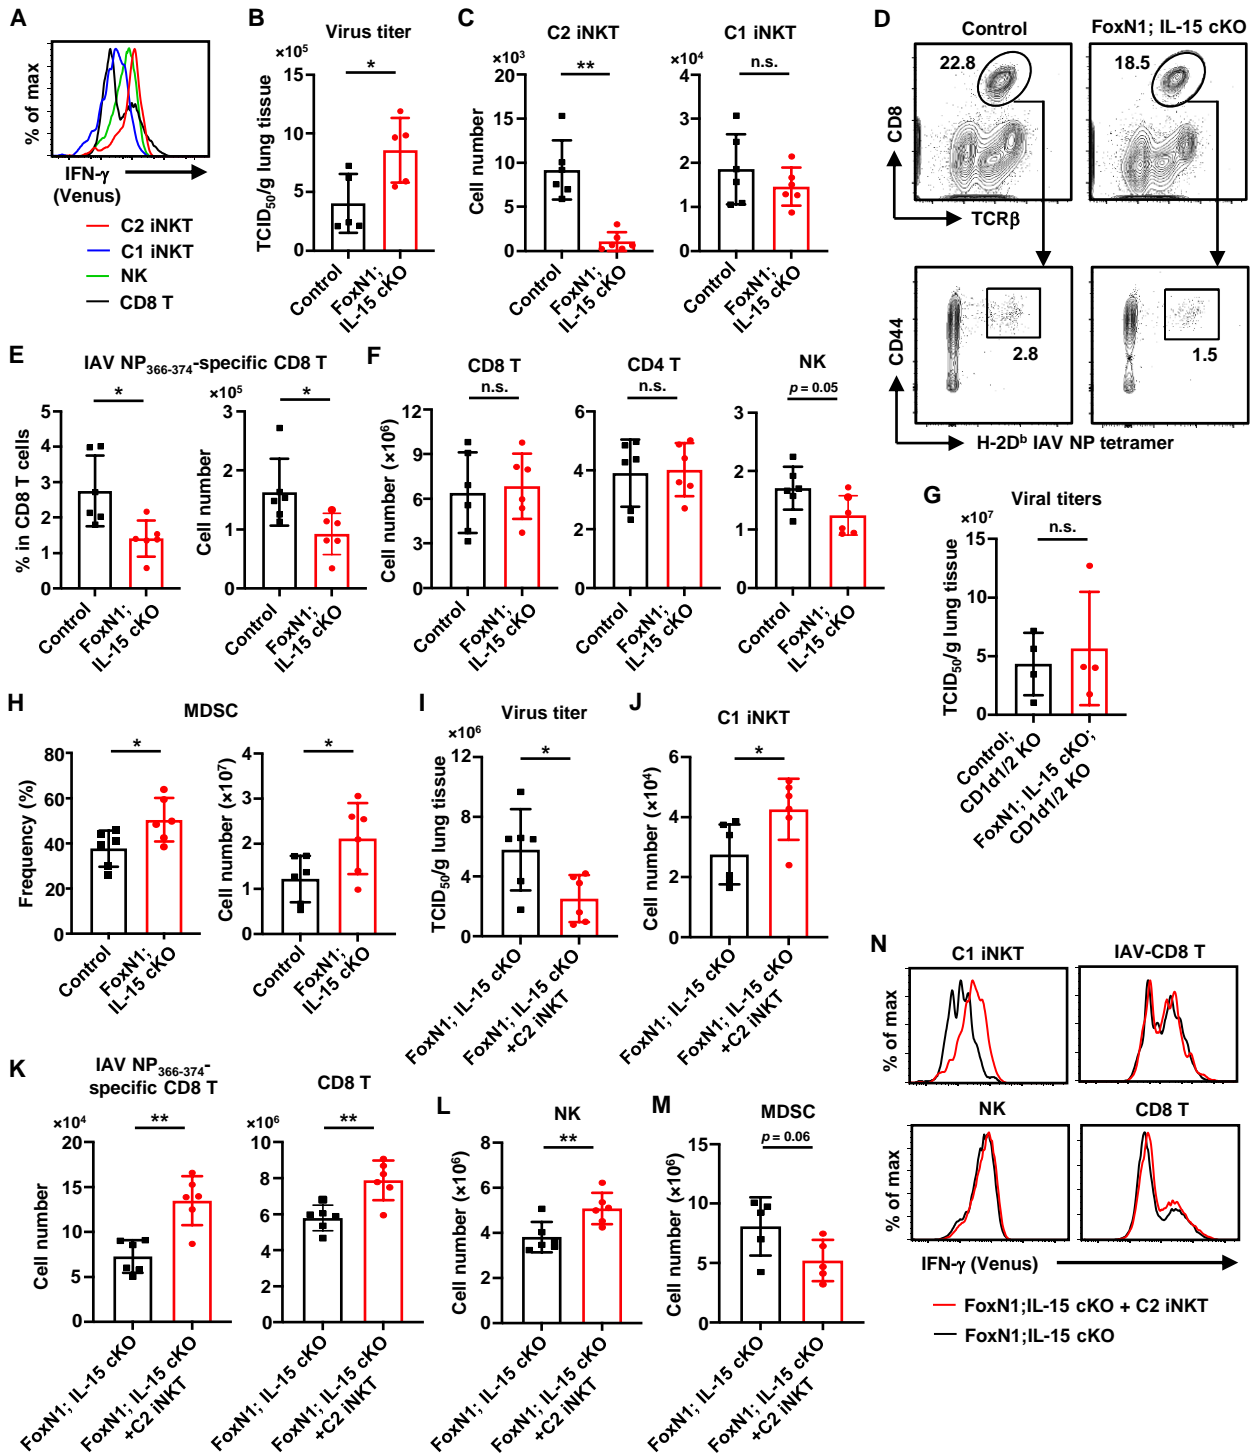 A
% of max
IFN-γ
(Venus)
C2 iNKT
C1 iNKT
NK
CD8 T
B
Virus titer
×10⁵
*
TCID₅₀/g lung tissue
15
10
5
0
Control
FoxN1;
IL-15 cKO
C
C2 iNKT
×10³
**
Cell number
20
15
10
5
0
Control
FoxN1;
IL-15 cKO
C1 iNKT
×10⁴
n.s.
4
3
2
1
0
Control
FoxN1;
IL-15 cKO
D
Control
FoxN1; IL-15 cKO
22.8
18.5
CD8
TCRβ
CD44
2.8
1.5
H-2Dᵇ IAV NP tetramer
E
IAV NP₃₆₆₋₃₇₄-specific CD8 T
*
% in CD8 T cells
5
4
3
2
1
0
Control
FoxN1;
IL-15 cKO
×10⁵
*
Cell number
3
2
1
0
Control
FoxN1;
IL-15 cKO
F
CD8 T
n.s.
Cell number (×10⁶)
12
9
6
3
0
Control
FoxN1;
IL-15 cKO
CD4 T
n.s.
6
4
2
0
Control
FoxN1;
IL-15 cKO
NK
p = 0.05
3
2
1
0
Control
FoxN1;
IL-15 cKO
G
Viral titers
×10⁷
n.s.
TCID₅₀/g lung tissue
15
10
5
0
Control;
CD1d1/2 KO
FoxN1; IL-15 cKO;
CD1d1/2 KO
H
MDSC
*
Frequency (%)
80
60
40
20
0
Control
FoxN1;
IL-15 cKO
*
Cell number (×10⁷)
4
3
2
1
0
Control
FoxN1;
IL-15 cKO
I
Virus titer
×10⁶
*
TCID₅₀/g lung tissue
12
8
4
0
FoxN1; IL-15 cKO
FoxN1; IL-15 cKO
+C2 iNKT
J
C1 iNKT
*
Cell number (×10⁴)
6
4
2
0
FoxN1; IL-15 cKO
FoxN1; IL-15 cKO
+C2 iNKT
K
IAV NP₃₆₆₋₃₇₄-
specific CD8 T
×10⁴
**
Cell number
20
15
10
5
0
FoxN1; IL-15 cKO
FoxN1; IL-15 cKO
+C2 iNKT
CD8 T
×10⁶
**
10
8
6
4
2
0
FoxN1; IL-15 cKO
FoxN1; IL-15 cKO
+C2 iNKT
L
NK
**
Cell number (×10⁶)
8
6
4
2
0
FoxN1; IL-15 cKO
FoxN1; IL-15 cKO
+C2 iNKT
M
MDSC
p = 0.06
Cell number (×10⁶)
15
10
5
0
FoxN1; IL-15 cKO
FoxN1; IL-15 cKO
+C2 iNKT
N
C1 iNKT
IAV-CD8 T
% of max
NK
CD8 T
% of max
IFN-γ (Venus)
FoxN1;IL-15 cKO + C2 iNKT
FoxN1;IL-15 cKO